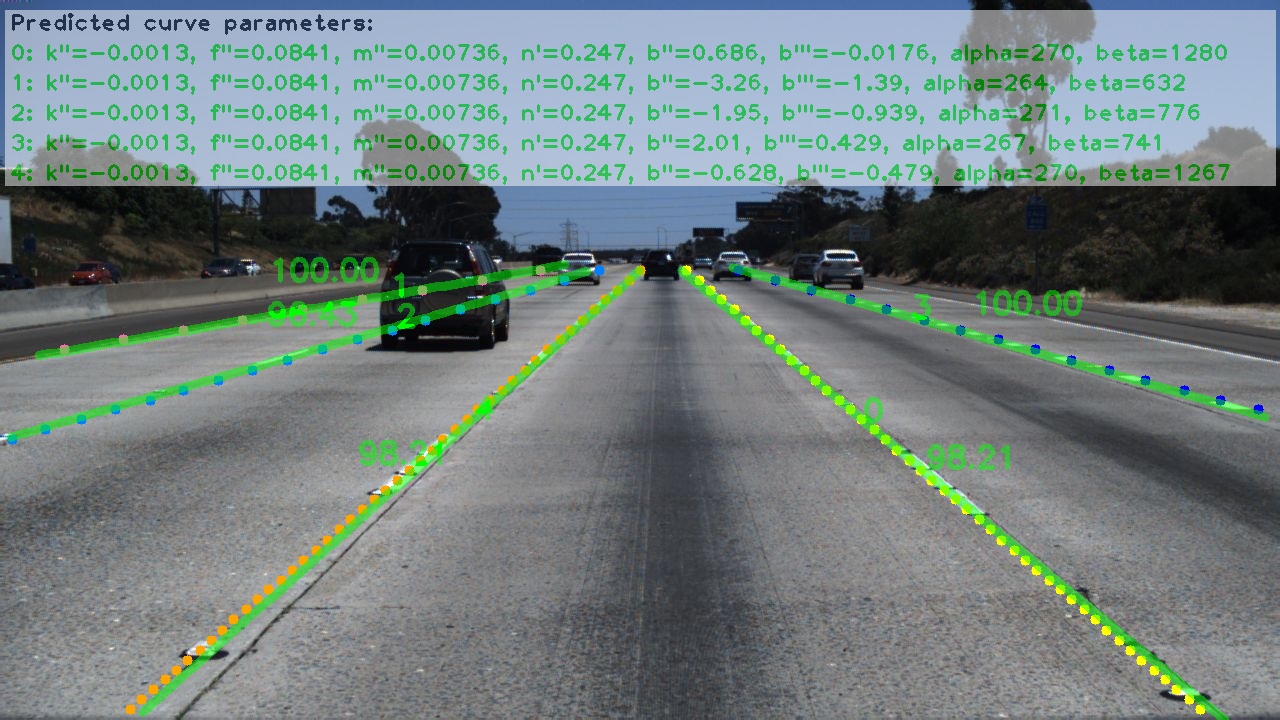 Predicted curve parameters:
0: k''=-0.0013, f''=0.0841, m''=0.00736, n'=0.247, b''=0.686, b'''=-0.0176, alpha=270, beta=1280
1: k''=-0.0013, f''=0.0841, m''=0.00736, n'=0.247, b''=-3.26, b'''=-1.39, alpha=264, beta=632
2: k''=-0.0013, f''=0.0841, m''=0.00736, n'=0.247, b''=-1.95, b'''=-0.939, alpha=271, beta=776
3: k''=-0.0013, f''=0.0841, m''=0.00736, n'=0.247, b''=2.01, b'''=0.429, alpha=267, beta=741
4: k''=-0.0013, f''=0.0841, m''=0.00736, n'=0.247, b''=-0.628, b'''=-0.479, alpha=270, beta=1267
100.00 1
98.43 2
3 100.00
0
98.21